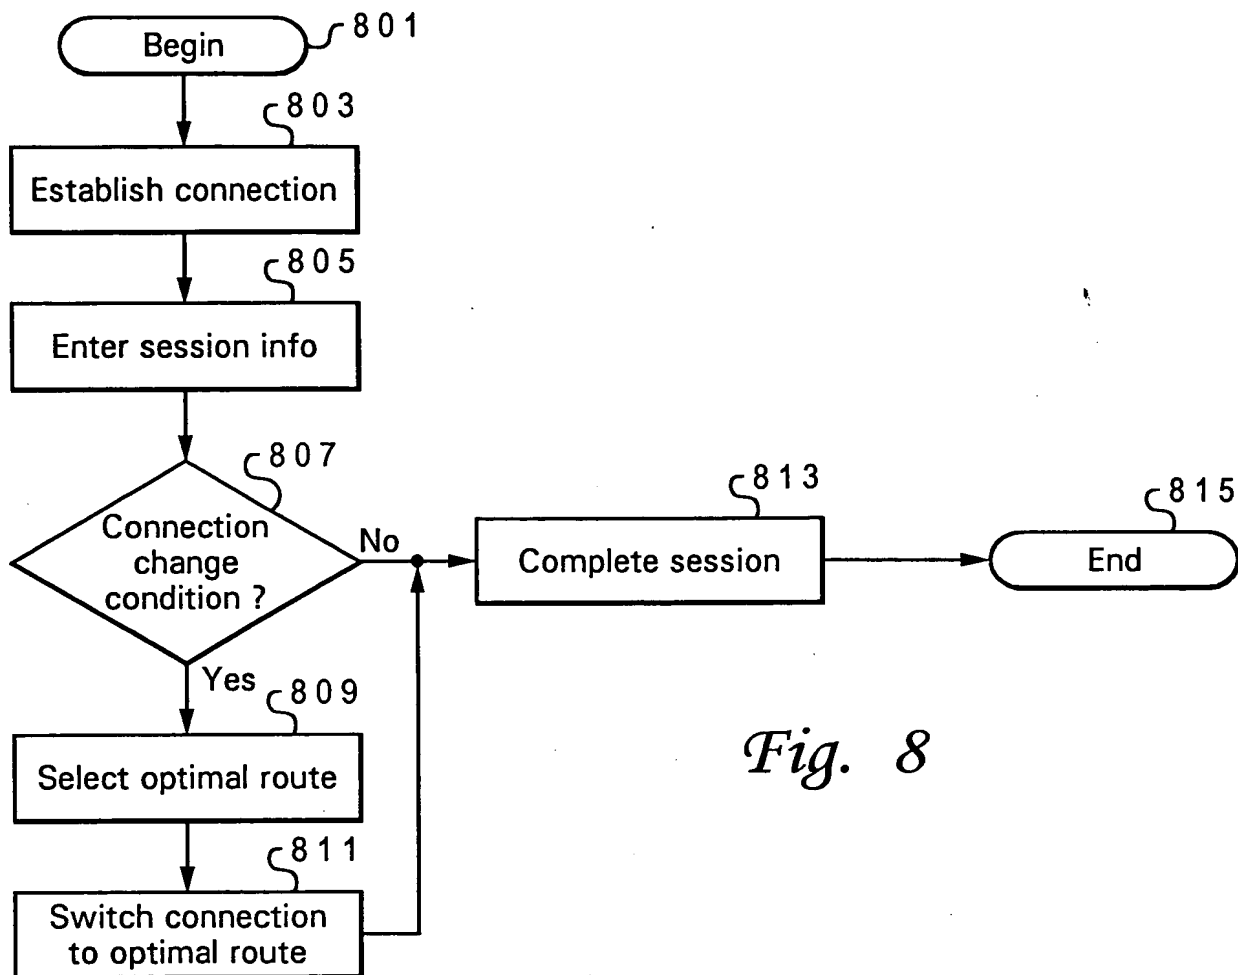 Begin
801
803
Establish connection
805
Enter session info
807
Connection
change
condition ?
No
Yes
809
Select optimal route
811
Switch connection
to optimal route
813
Complete session
815
End
Fig. 8